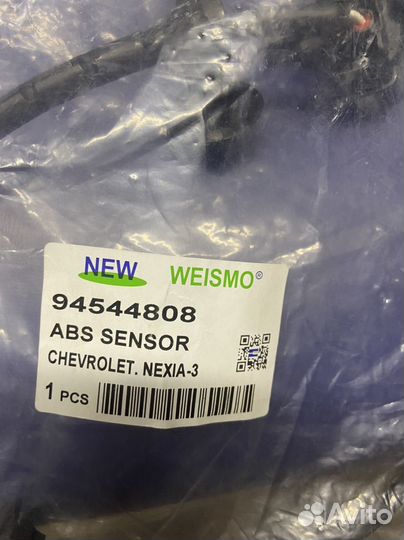 NEW WEISMO®
94544808
ABS SENSOR
CHEVROLET. NEXIA-3
1 PCS
Avito